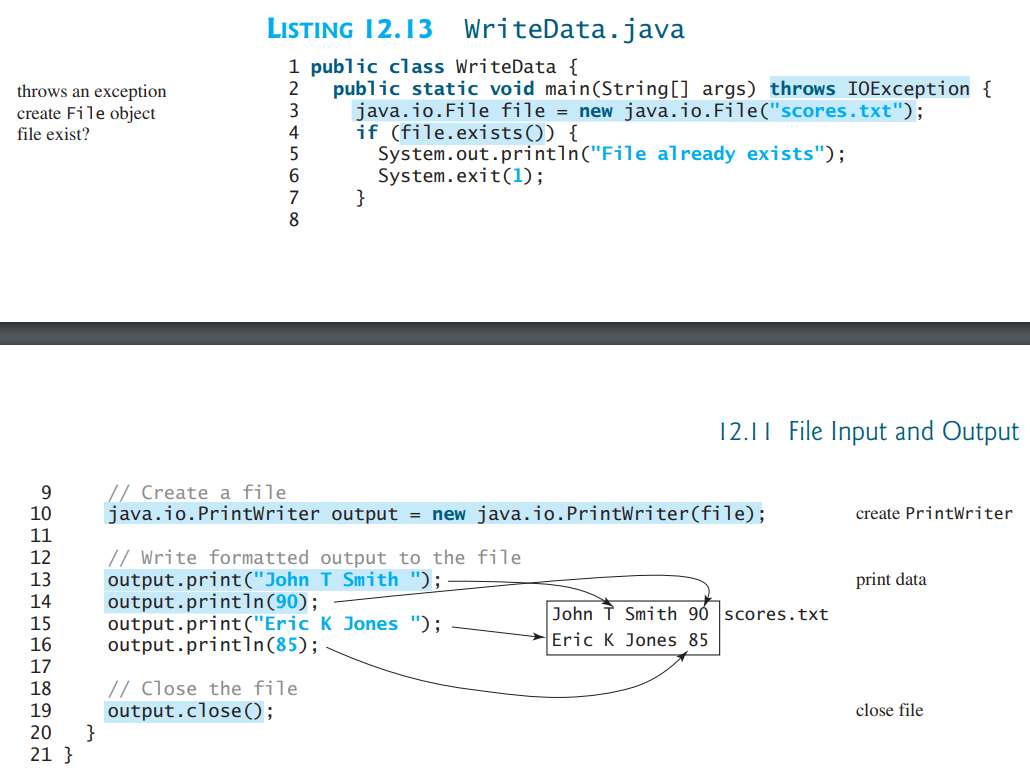 LISTING 12.13 WriteData.java
throws an exception
create File object
file exist?
1 public class WriteData {
2   public static void main(String[] args) throws IOException {
3     java.io.File file = new java.io.File("scores.txt");
4     if (file.exists()) {
5       System.out.println("File already exists");
6       System.exit(1);
7     }
8
12.11 File Input and Output
9     // Create a file
10     java.io.PrintWriter output = new java.io.PrintWriter(file); create PrintWriter
11
12     // Write formatted output to the file
13     output.print("John T Smith "); print data
14     output.println(90);
15     output.print("Eric K Jones ");
16     output.println(85);
John T Smith 90 scores.txt
Eric K Jones 85
17
18     // Close the file
19     output.close(); close file
20   }
21 }